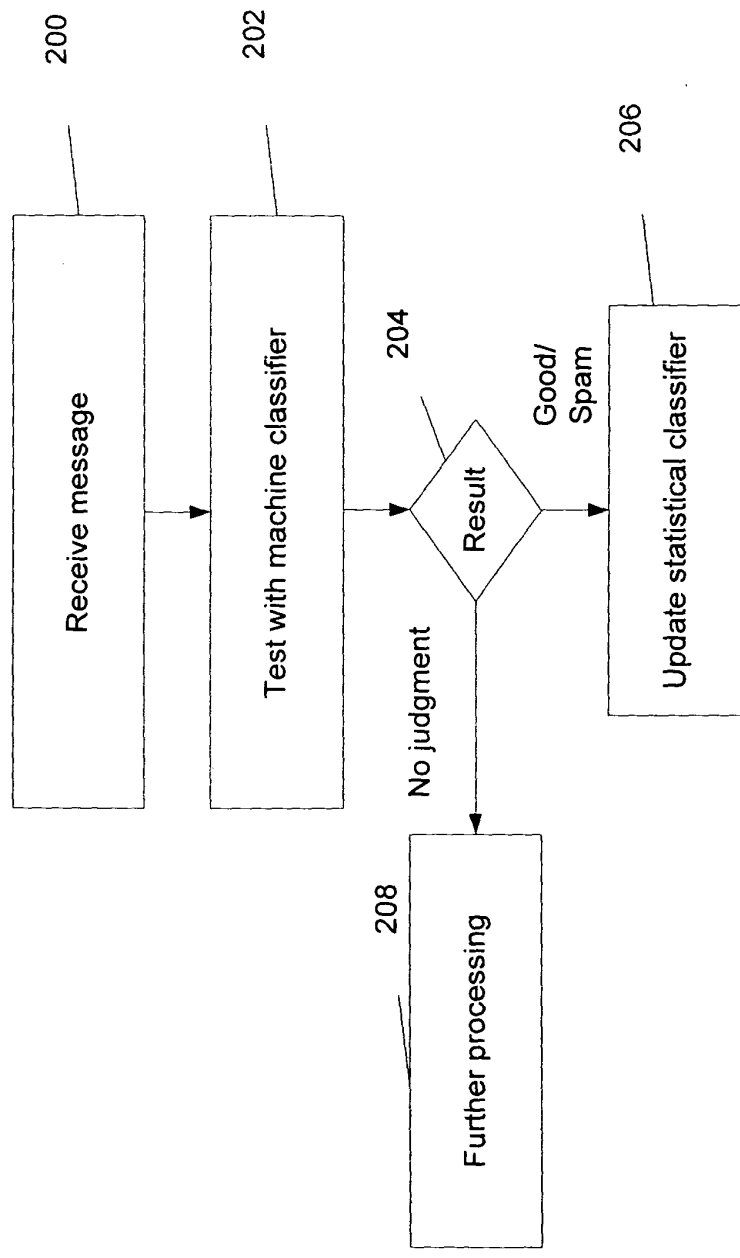 200
Receive message
202
Test with machine classifier
204
Result
No judgment
Good/
Spam
208
Further processing
206
Update statistical classifier